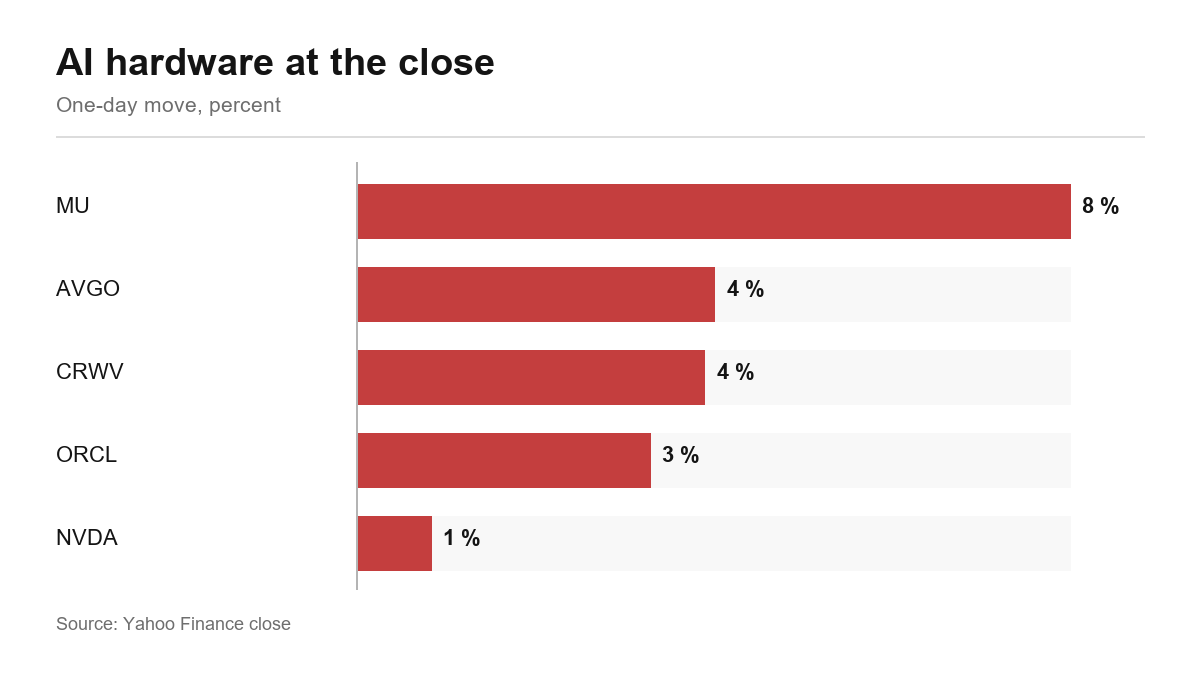 AI hardware at the close
One-day move, percent
MU 8 %
AVGO 4 %
CRWV 4 %
ORCL 3 %
NVDA 1 %
Source: Yahoo Finance close